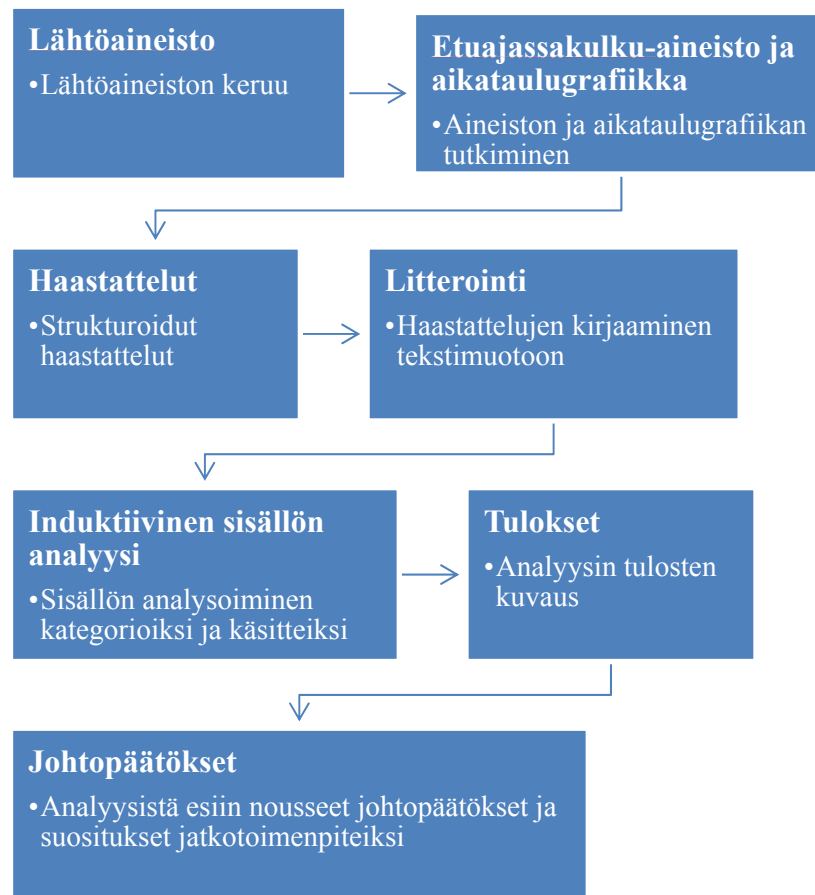 Lähtöaineisto
•Lähtöaineiston keruu
Etuajassakulku-aineisto ja
aikataulugrafiikka
•Aineiston ja aikataulugrafiikan
tutkiminen
Haastattelut
•Strukturoidut
haastattelut
Litterointi
•Haastattelujen kirjaaminen
tekstimuotoon
Induktiivinen sisällön
analyysi
•Sisällön analysoiminen
kategorioiksi ja käsitteiksi
Tulokset
•Analyysin tulosten
kuvaus
Johtopäätökset
•Analyysistä esiin nousseet johtopäätökset ja
suositukset jatkotoimenpiteiksi